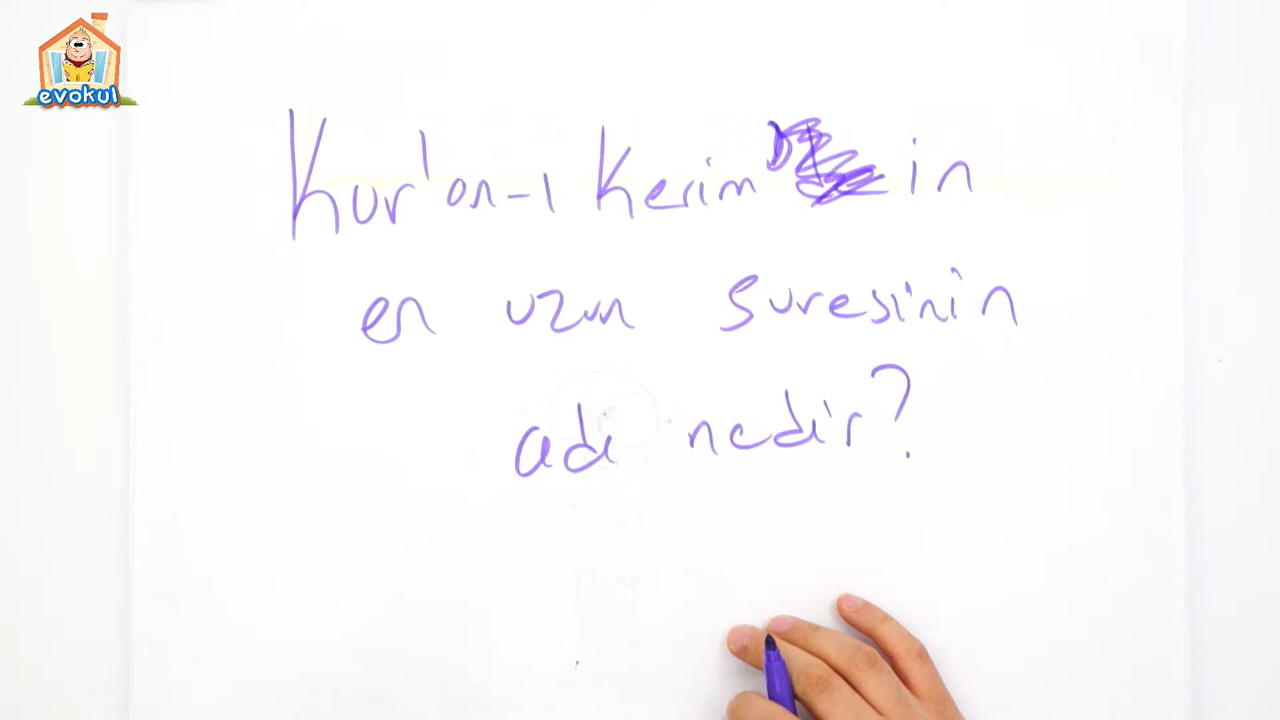 evokul
Kur'an-ı Kerim'in
en uzun suresinin
adı nedir?